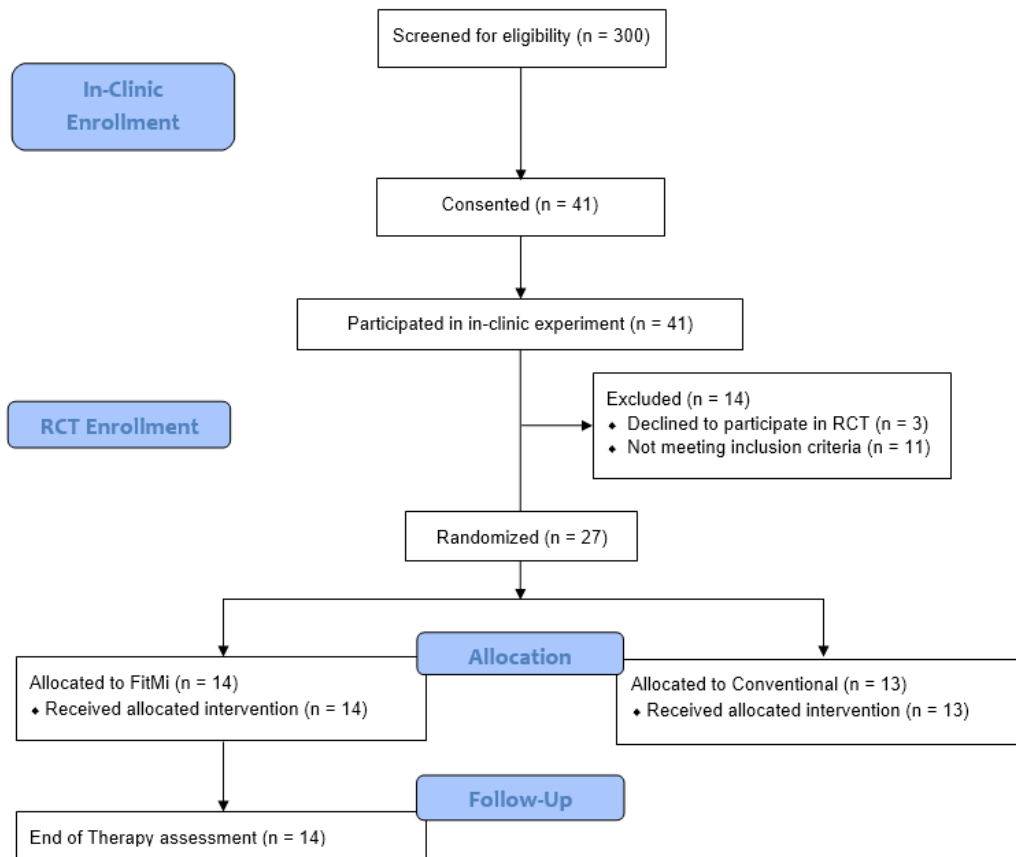 Screened for eligibility (n = 300)
In-Clinic
Enrollment
Consented (n = 41)
Participated in in-clinic experiment (n = 41)
Excluded (n = 14)
⬥ Declined to participate in RCT (n = 3)
⬥ Not meeting inclusion criteria (n = 11)
RCT Enrollment
Randomized (n = 27)
Allocation
Allocated to FitMi (n = 14)
⬥ Received allocated intervention (n = 14)
Allocated to Conventional (n = 13)
⬥ Received allocated intervention (n = 13)
Follow-Up
End of Therapy assessment (n = 14)